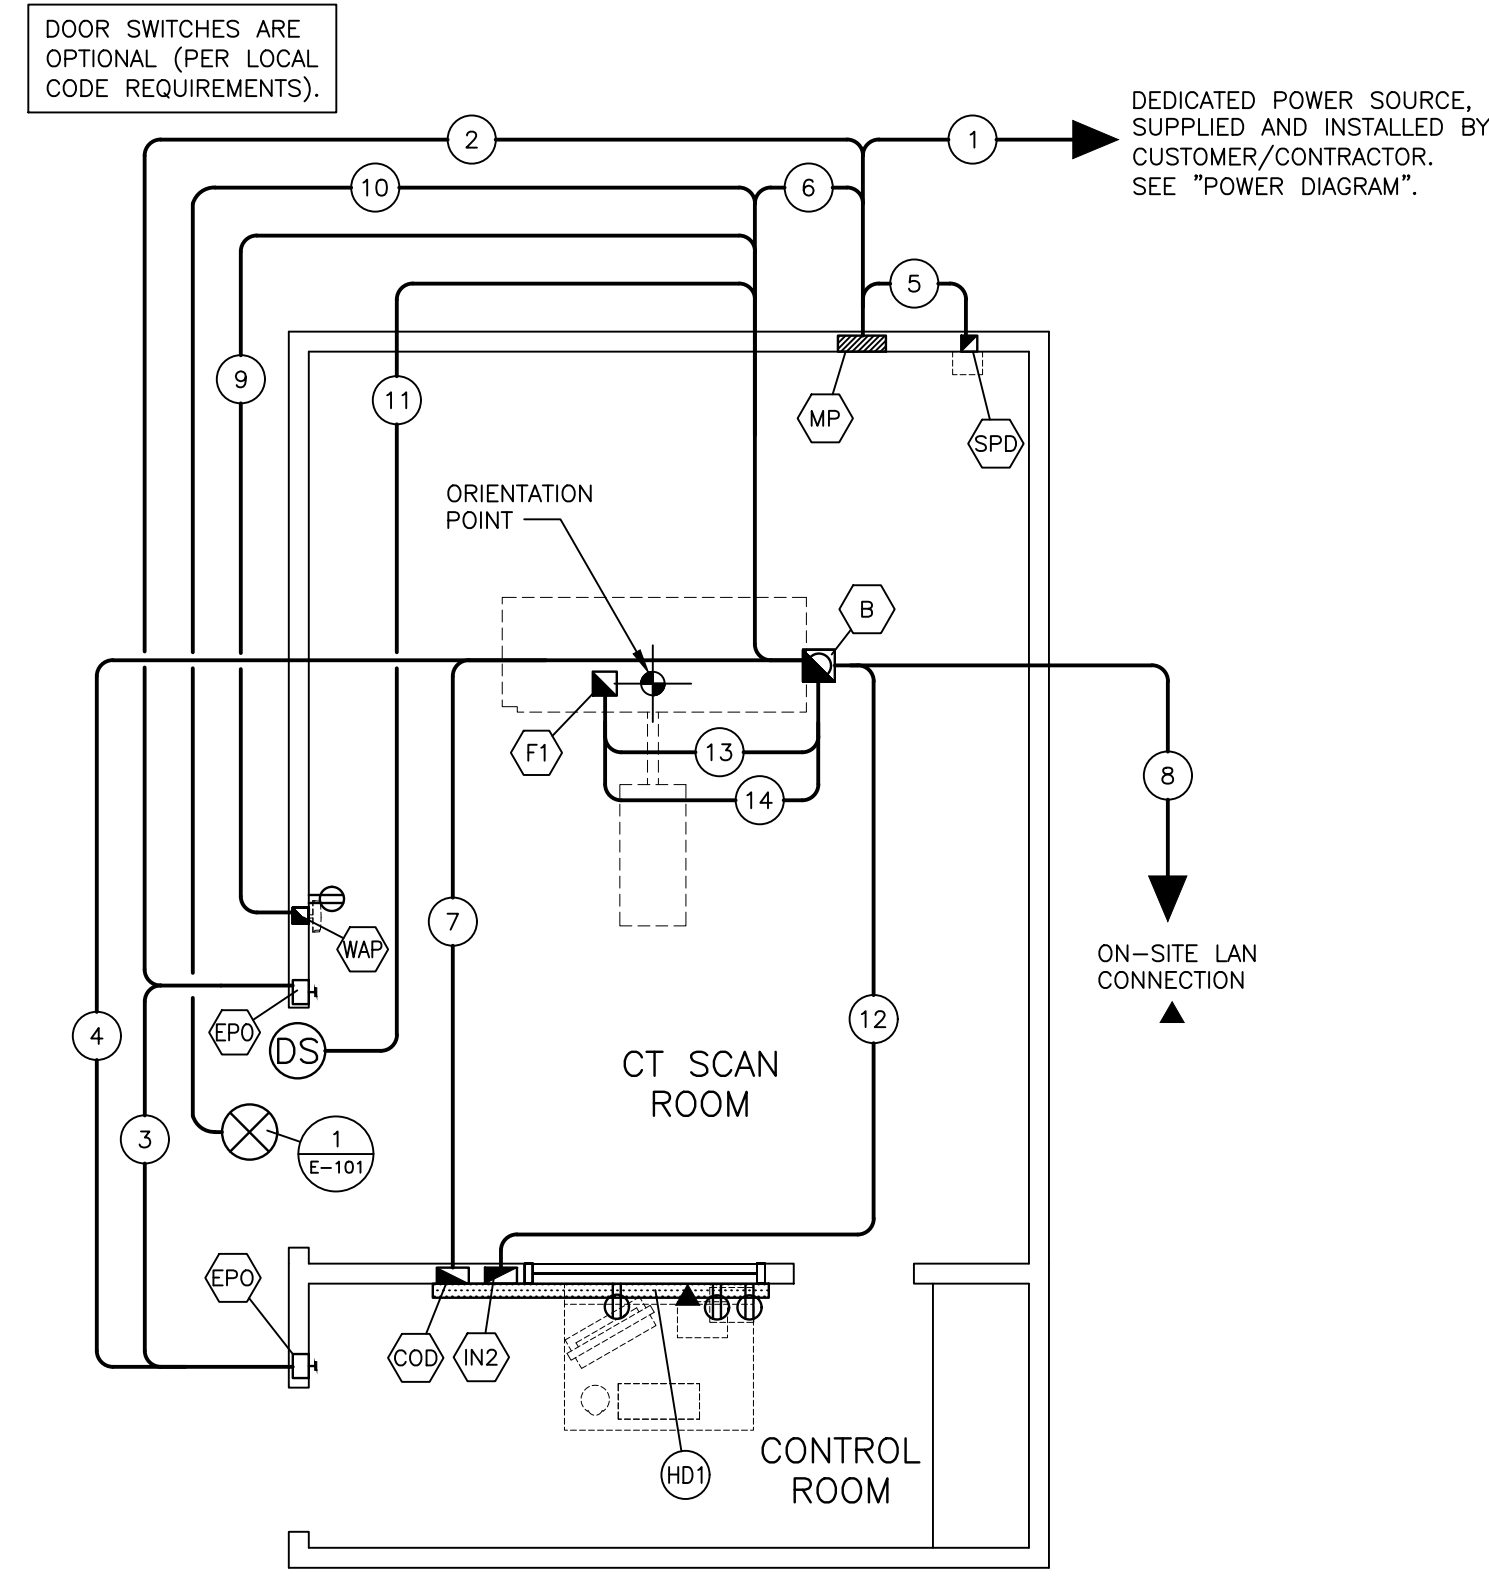 DOOR SWITCHES ARE
OPTIONAL (PER LOCAL
CODE REQUIREMENTS).
DEDICATED POWER SOURCE,
SUPPLIED AND INSTALLED BY
CUSTOMER/CONTRACTOR.
SEE "POWER DIAGRAM".
2
1
10
6
5
9
11
MP
SPD
ORIENTATION
POINT
B
F1
13
14
8
7
WAP
ON-SITE LAN
CONNECTION
12
EPO
4
DS
CT SCAN
ROOM
3
1
E-101
EPO
COD
IN2
HD1
CONTROL
ROOM